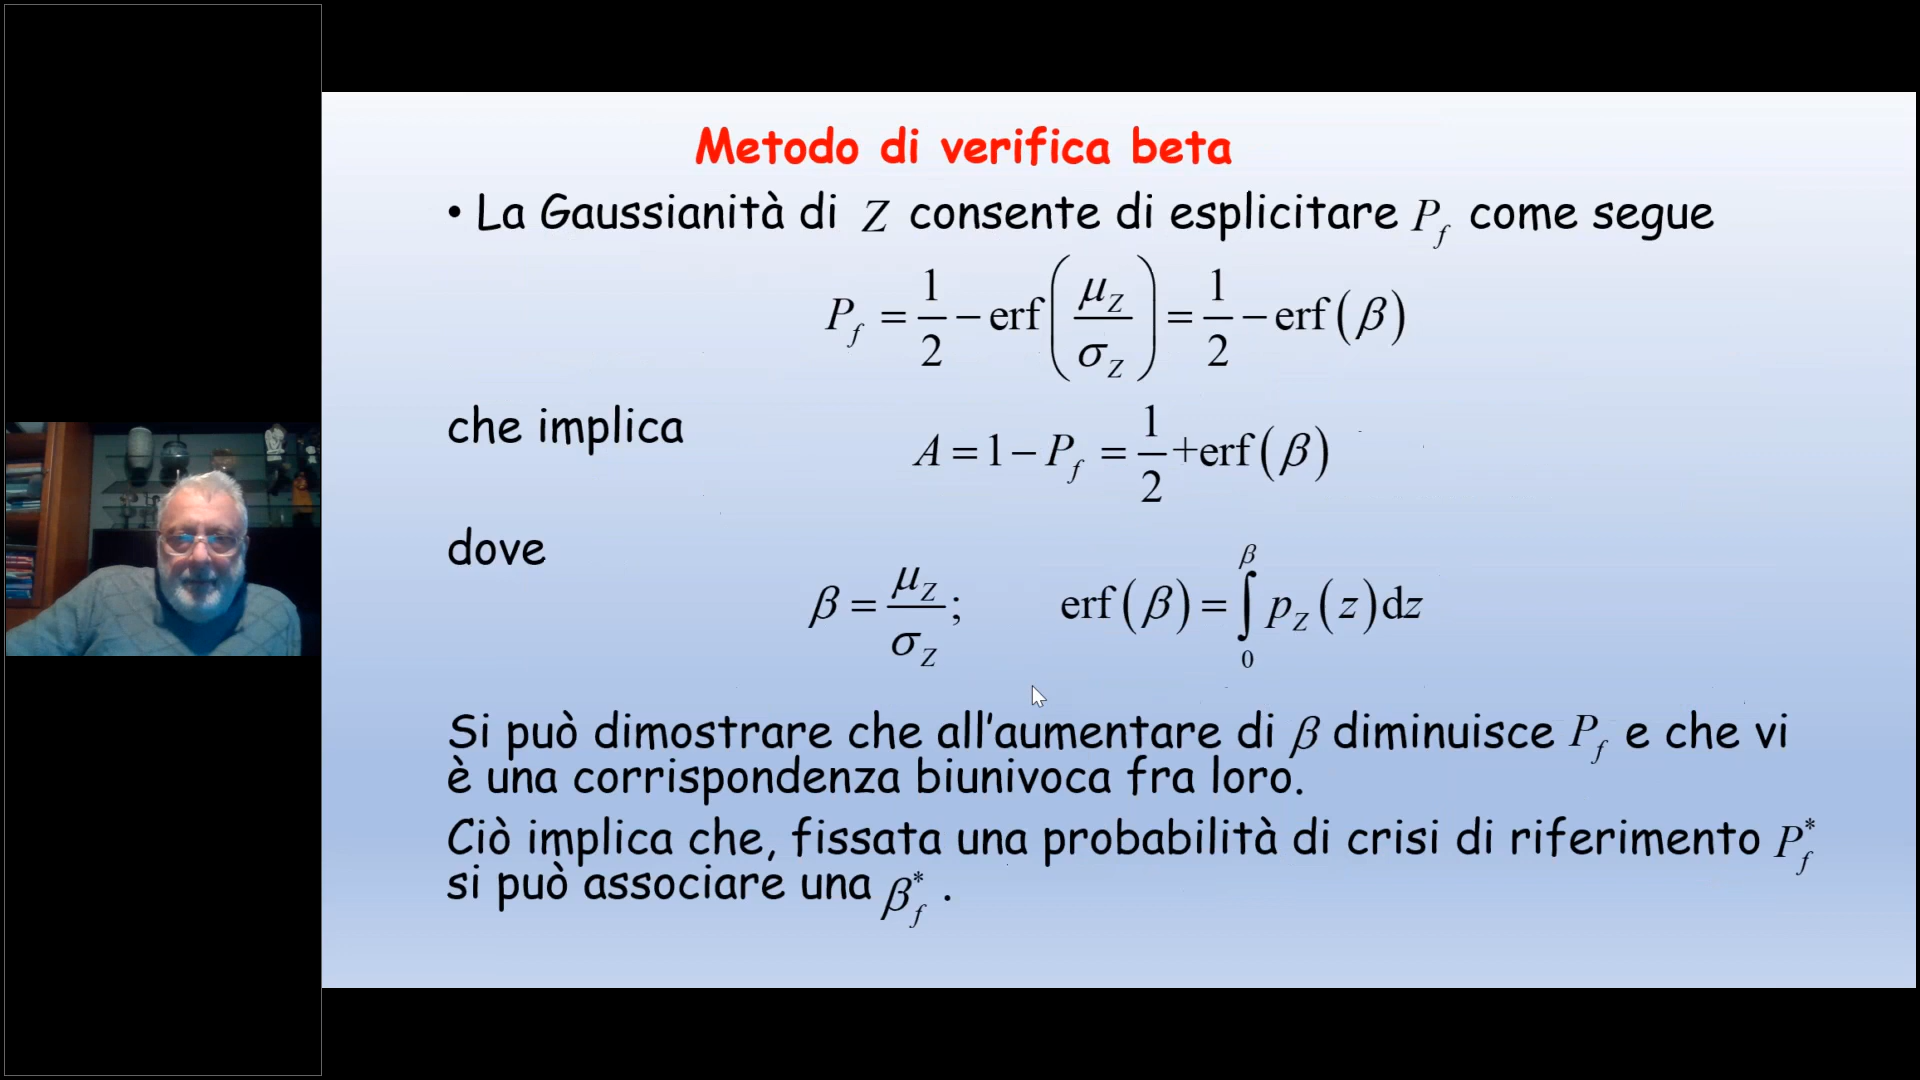 Metodo di verifica beta
• La Gaussianità di Z consente di esplicitare P_f come segue
P_f = 1/2 − erf(μ_Z/σ_Z) = 1/2 − erf(β)
che implica
A = 1 − P_f = 1/2 + erf(β)
dove
β = μ_Z/σ_Z; erf(β) = ∫_0^β p_Z(z)dz
Si può dimostrare che all'aumentare di β diminuisce P_f e che vi
è una corrispondenza biunivoca fra loro.
Ciò implica che, fissata una probabilità di crisi di riferimento P_f^*
si può associare una β_f^* .